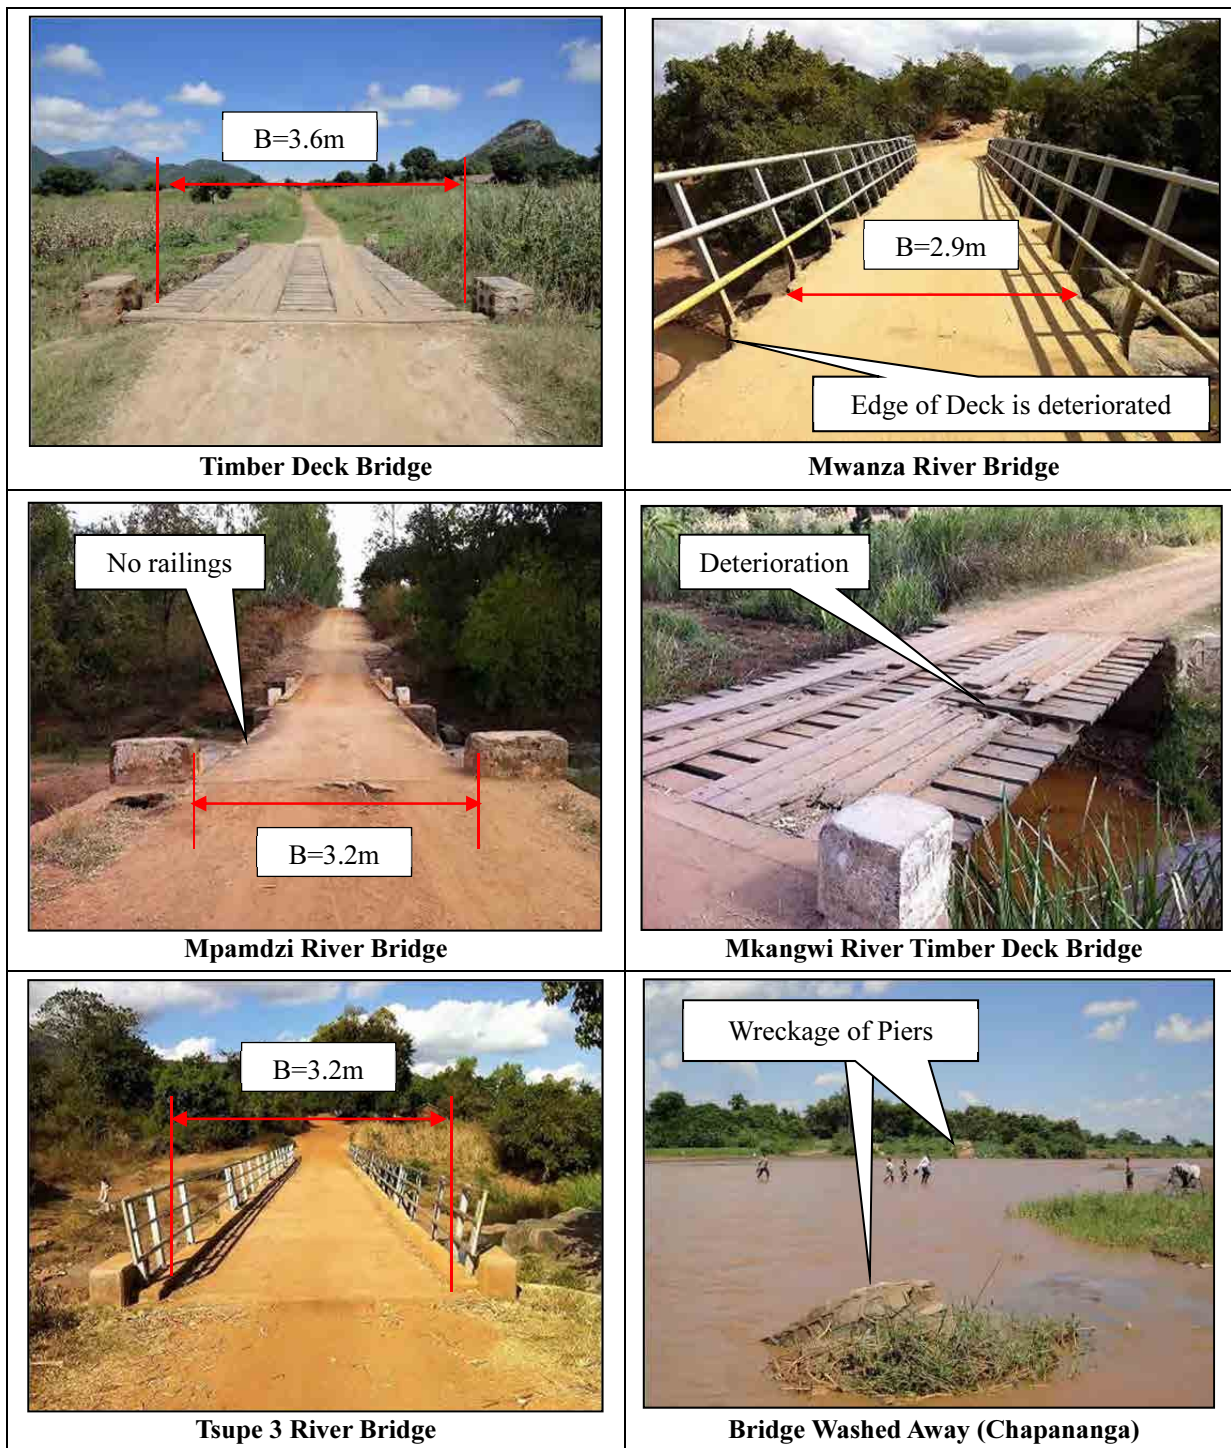 B=3.6m
Timber Deck Bridge
B=2.9m
Edge of Deck is deteriorated
Mwanza River Bridge
No railings
B=3.2m
Mpamdzi River Bridge
Deterioration
Mkangwi River Timber Deck Bridge
B=3.2m
Tsupe 3 River Bridge
Wreckage of Piers
Bridge Washed Away (Chapananga)